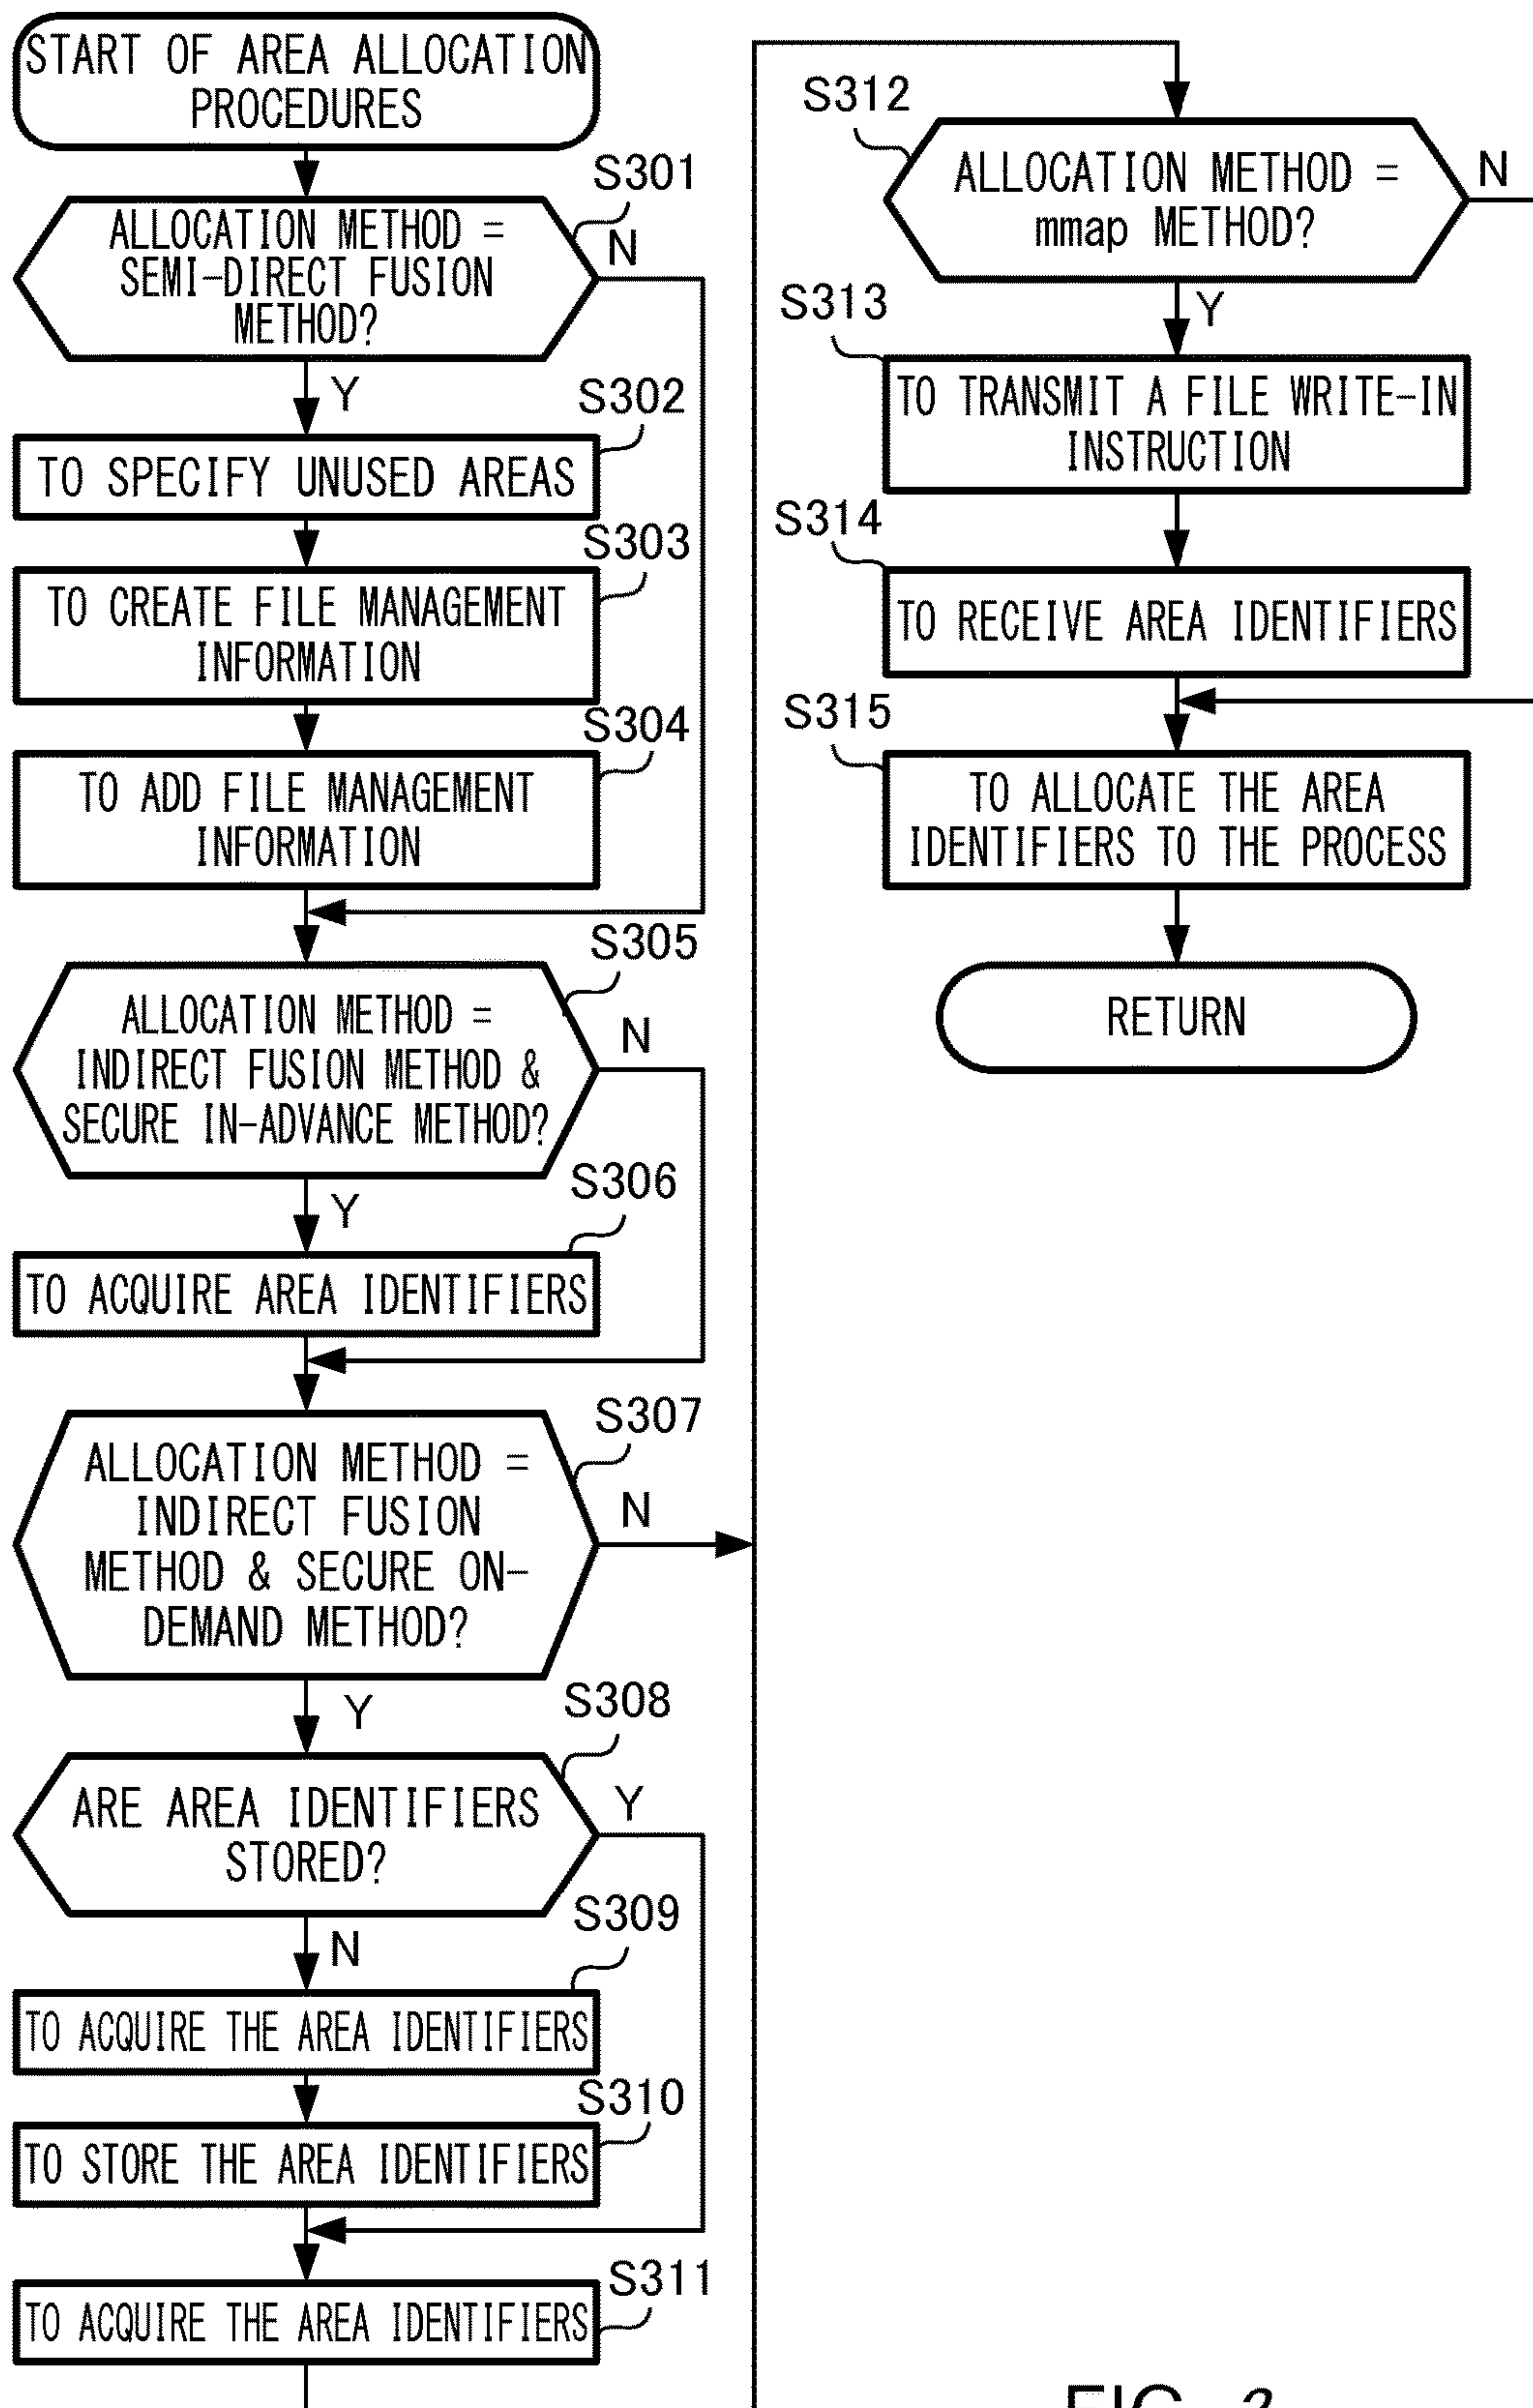 START OF AREA ALLOCATION
PROCEDURES
S301
ALLOCATION METHOD =
SEMI-DIRECT FUSION
METHOD?
N
Y
S302
TO SPECIFY UNUSED AREAS
S303
TO CREATE FILE MANAGEMENT
INFORMATION
S304
TO ADD FILE MANAGEMENT
INFORMATION
S305
ALLOCATION METHOD =
INDIRECT FUSION METHOD &
SECURE IN-ADVANCE METHOD?
N
Y
S306
TO ACQUIRE AREA IDENTIFIERS
S307
ALLOCATION METHOD =
INDIRECT FUSION
METHOD & SECURE ON-
DEMAND METHOD?
N
Y
S308
ARE AREA IDENTIFIERS
STORED?
Y
N
S309
TO ACQUIRE THE AREA IDENTIFIERS
S310
TO STORE THE AREA IDENTIFIERS
S311
TO ACQUIRE THE AREA IDENTIFIERS
S312
ALLOCATION METHOD =
mmap METHOD?
N
Y
S313
TO TRANSMIT A FILE WRITE-IN
INSTRUCTION
S314
TO RECEIVE AREA IDENTIFIERS
S315
TO ALLOCATE THE AREA
IDENTIFIERS TO THE PROCESS
RETURN